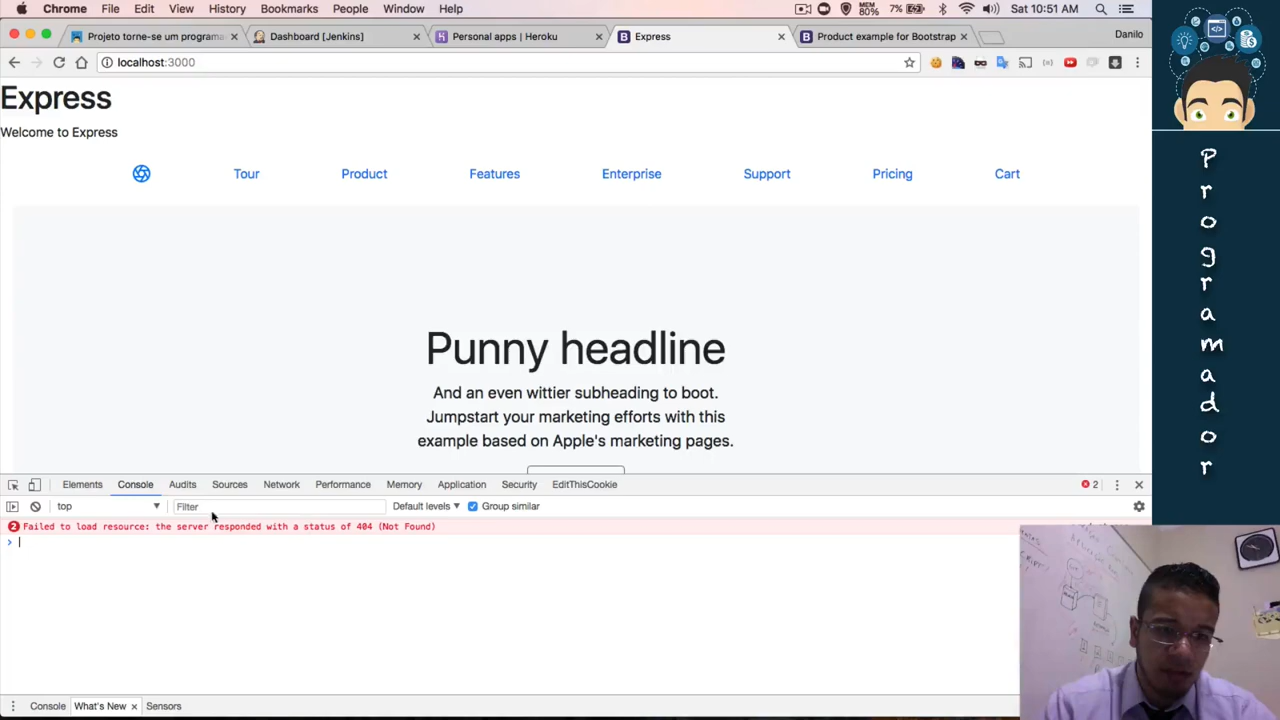 Chrome File Edit View History Bookmarks People Window Help MEM 80% 7% Sat 10:51 AM
Projeto torne-se um programa Dashboard [Jenkins] Personal apps | Heroku Express Product example for Bootstrap Danilo
localhost:3000
Express
Welcome to Express
Tour Product Features Enterprise Support Pricing Cart
Punny headline
And an even wittier subheading to boot.
Jumpstart your marketing efforts with this
example based on Apple's marketing pages.
Elements Console Audits Sources Network Performance Memory Application Security EditThisCookie 2
top Filter Default levels Group similar
2 Failed to load resource: the server responded with a status of 404 (Not Found)
Console What's New Sensors
Programador